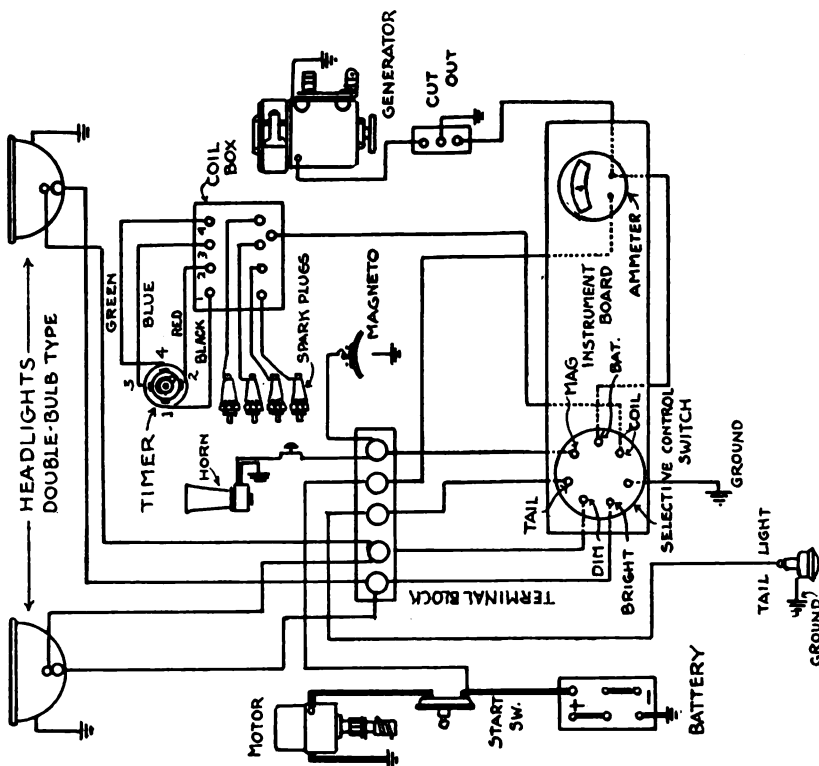 HEADLIGHTS
DOUBLE-BULB TYPE
GREEN
BLUE
RED
BLACK
4
3
2
1
TIMER
COIL
BOX
4
3
2
1
GENERATOR
CUT OUT
SPARK PLUGS
MAGNETO
HORN
TERMINAL BLOCK
AMMETER
INSTRUMENT
BOARD
MAG
BAT.
COIL
TAIL
DIM
BRIGHT
SELECTIVE CONTROL
SWITCH
GROUND
TAIL LIGHT
GROUND
MOTOR
START
SW.
+
-
BATTERY